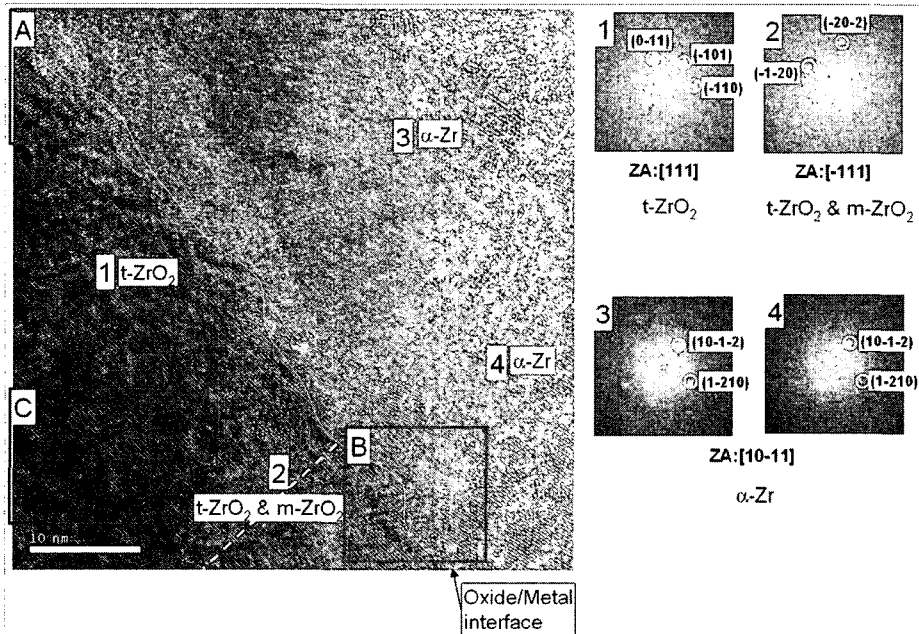 A
3 α-Zr
1 t-ZrO₂
4 α-Zr
C
B
2
t-ZrO₂ & m-ZrO₂
10 nm
Oxide/Metal
interface
1
(0-11)
(-101)
(-110)
ZA:[111]
t-ZrO₂
2
(-20-2)
(-1-20)
ZA:[-111]
t-ZrO₂ & m-ZrO₂
3
(10-1-2)
(1-210)
4
(10-1-2)
(1-210)
ZA:[10-11]
α-Zr